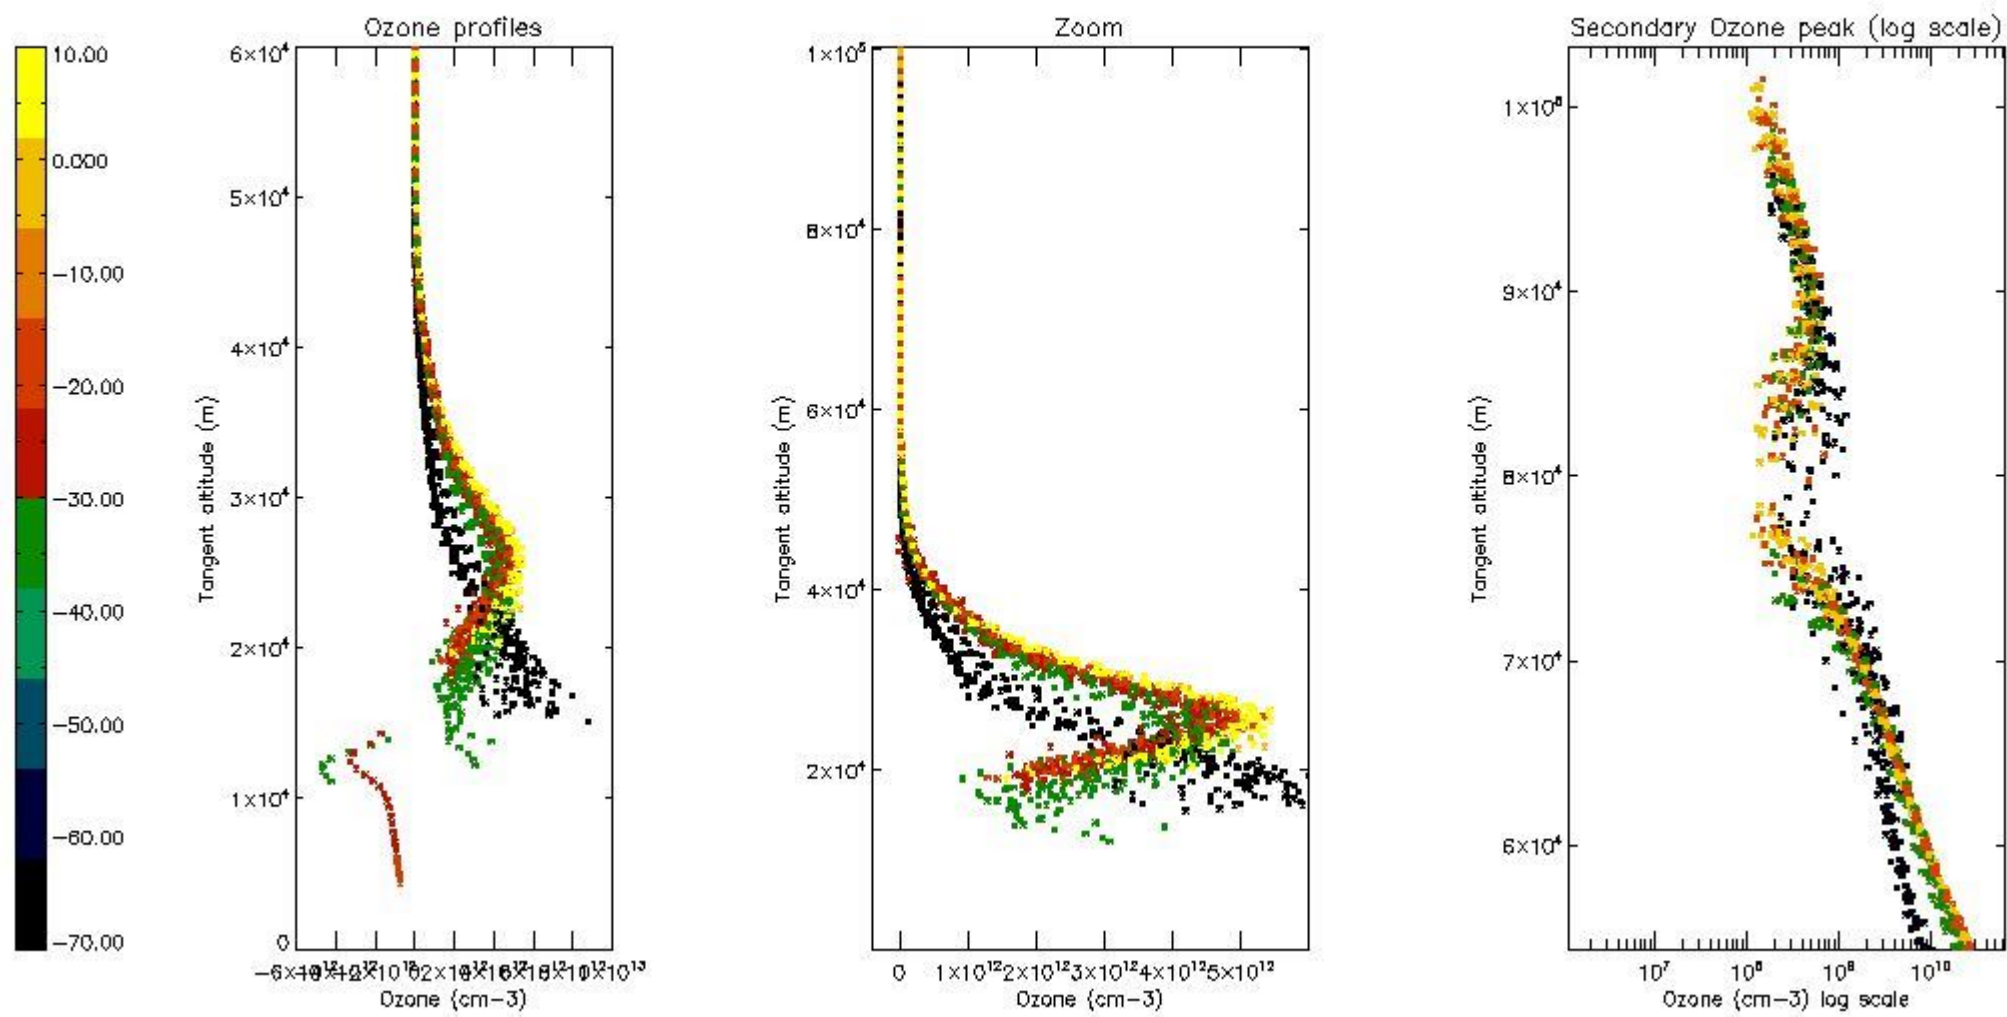 Ozone profiles
Zoom
Secondary Ozone peak (log scale)
10.00
0.000
−10.00
−20.00
−30.00
−40.00
−50.00
−60.00
−70.00
6×10⁴
5×10⁴
4×10⁴
3×10⁴
2×10⁴
1×10⁴
0
Tangent altitude (m)
Ozone (cm−3)
1×10⁵
8×10⁴
6×10⁴
4×10⁴
2×10⁴
Tangent altitude (m)
0 1×10¹² 2×10¹² 3×10¹² 4×10¹² 5×10¹²
Ozone (cm−3)
1×10⁵
9×10⁴
8×10⁴
7×10⁴
6×10⁴
Tangent altitude (m)
10⁷ 10⁸ 10⁹ 10¹⁰
Ozone (cm−3) log scale